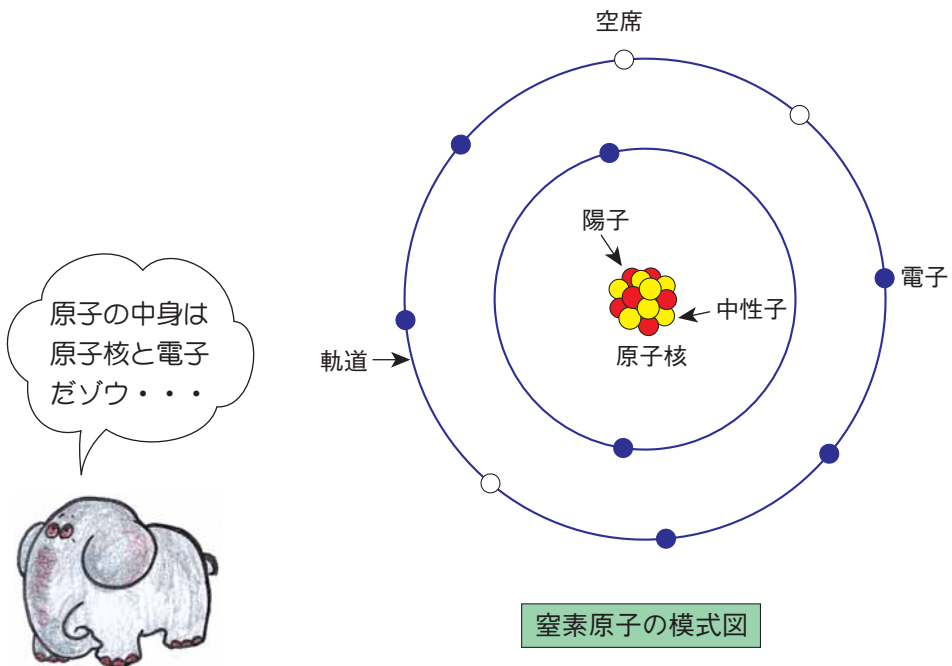 空席
陽子
電子
中性子
原子核
軌道
原子の中身は
原子核と電子
だゾウ・・・
窒素原子の模式図